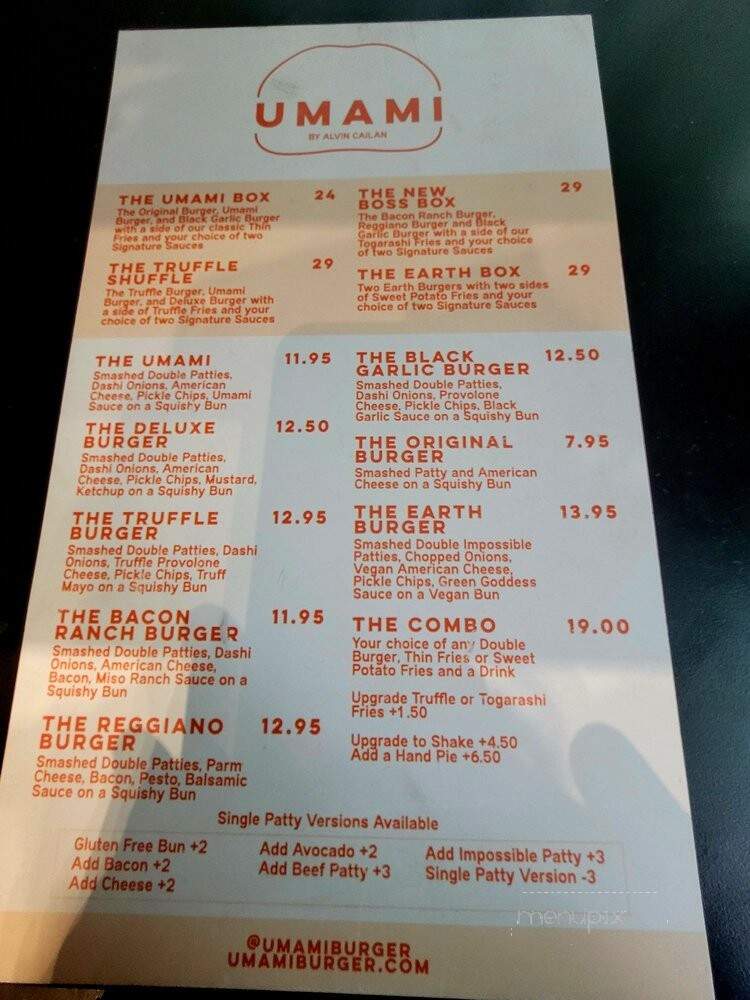 UMAMI
BY ALVIN CAILAN
THE UMAMI BOX 24
The Original Burger, Umami
Burger, and Black Garlic Burger
with a side of our classic Thin
Fries and your choice of two
Signature Sauces
THE TRUFFLE 29
SHUFFLE
The Truffle Burger, Umami
Burger, and Deluxe Burger with
a side of Truffle Fries and your
choice of two Signature Sauces
THE NEW 29
BOSS BOX
The Bacon Ranch Burger,
Reggiano Burger and Black
Garlic Burger with a side of our
Togarashi Fries and your choice
of two Signature Sauces
THE EARTH BOX 29
Two Earth Burgers with two sides
of Sweet Potato Fries and your
choice of two Signature Sauces
THE UMAMI 11.95
Smashed Double Patties,
Dashi Onions, American
Cheese, Pickle Chips, Umami
Sauce on a Squishy Bun
THE DELUXE 12.50
BURGER
Smashed Double Patties,
Dashi Onions, American
Cheese, Pickle Chips, Mustard,
Ketchup on a Squishy Bun
THE TRUFFLE 12.95
BURGER
Smashed Double Patties, Dashi
Onions, Truffle Provolone
Cheese, Pickle Chips, Truff
Mayo on a Squishy Bun
THE BACON 11.95
RANCH BURGER
Smashed Double Patties, Dashi
Onions, American Cheese,
Bacon, Miso Ranch Sauce on a
Squishy Bun
THE REGGIANO 12.95
BURGER
Smashed Double Patties, Parm
Cheese, Bacon, Pesto, Balsamic
Sauce on a Squishy Bun
THE BLACK 12.50
GARLIC BURGER
Smashed Double Patties,
Dashi Onions, Provolone
Cheese, Pickle Chips, Black
Garlic Sauce on a Squishy Bun
THE ORIGINAL 7.95
BURGER
Smashed Patty and American
Cheese on a Squishy Bun
THE EARTH 13.95
BURGER
Smashed Double Impossible
Patties, Chopped Onions,
Vegan American Cheese,
Pickle Chips, Green Goddess
Sauce on a Vegan Bun
THE COMBO 19.00
Your choice of any Double
Burger, Thin Fries or Sweet
Potato Fries and a Drink
Upgrade Truffle or Togarashi
Fries +1.50
Upgrade to Shake +4.50
Add a Hand Pie +6.50
Single Patty Versions Available
Gluten Free Bun +2
Add Bacon +2
Add Cheese +2
Add Avocado +2
Add Beef Patty +3
Add Impossible Patty +3
Single Patty Version -3
menupix
@UMAMIBURGER
UMAMIBURGER.COM